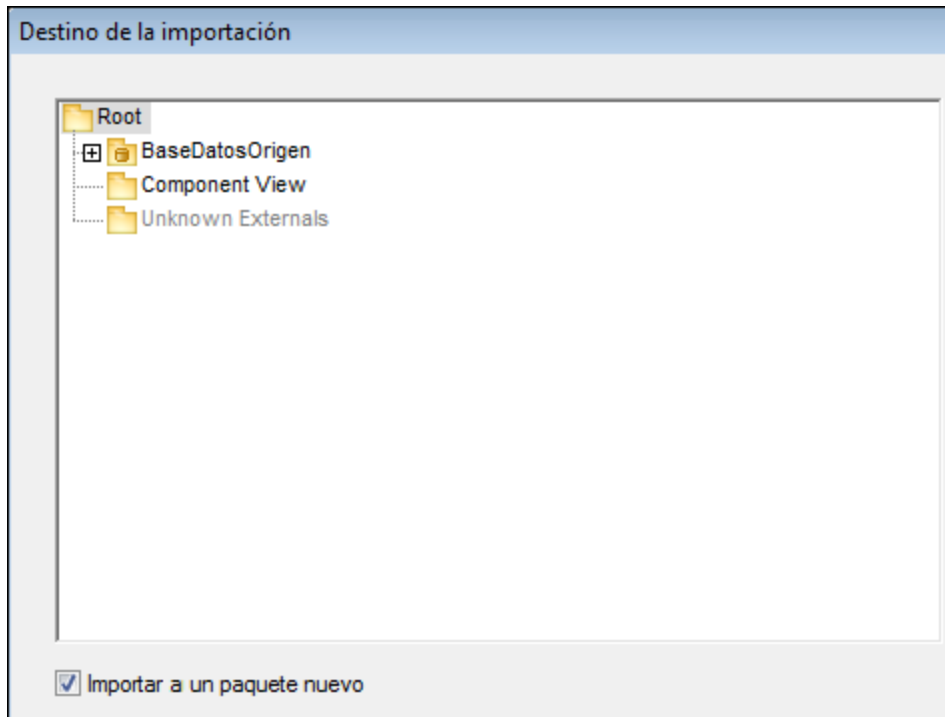 Destino de la importación
Root
BaseDatosOrigen
Component View
Unknown Externals
Importar a un paquete nuevo